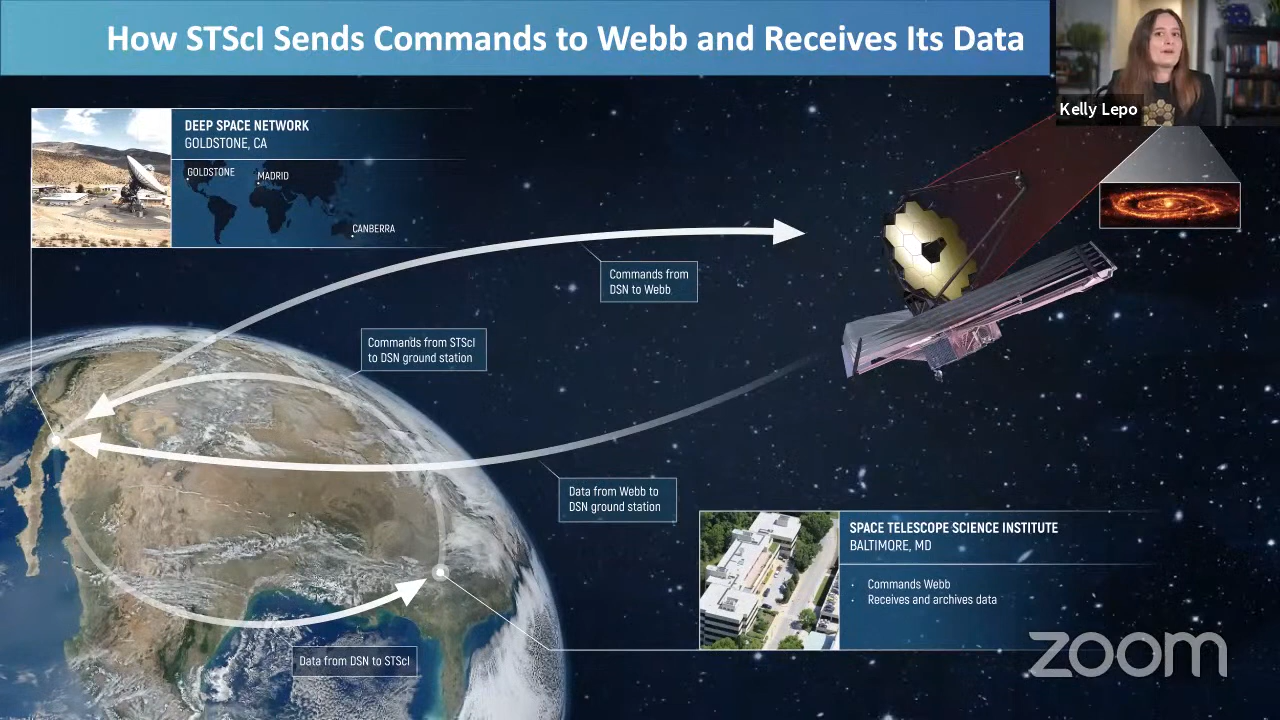 How STScI Sends Commands to Webb and Receives Its Data
Kelly Lepo
DEEP SPACE NETWORK
GOLDSTONE, CA
GOLDSTONE
MADRID
CANBERRA
Commands from
DSN to Webb
Commands from STScI
to DSN ground station
Data from Webb to
DSN ground station
SPACE TELESCOPE SCIENCE INSTITUTE
BALTIMORE, MD
· Commands Webb
· Receives and archives data
Data from DSN to STScI
zoom